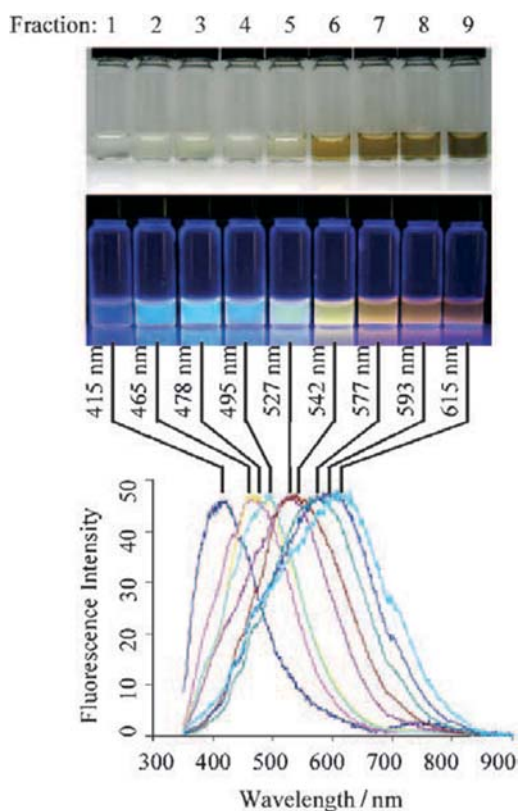 Fraction: 1 2 3 4 5 6 7 8 9
415 nm
465 nm
478 nm
495 nm
527 nm
542 nm
577 nm
593 nm
615 nm
50
40
30
20
10
0
Fluorescence Intensity
300 400 500 600 700 800 900
Wavelength / nm